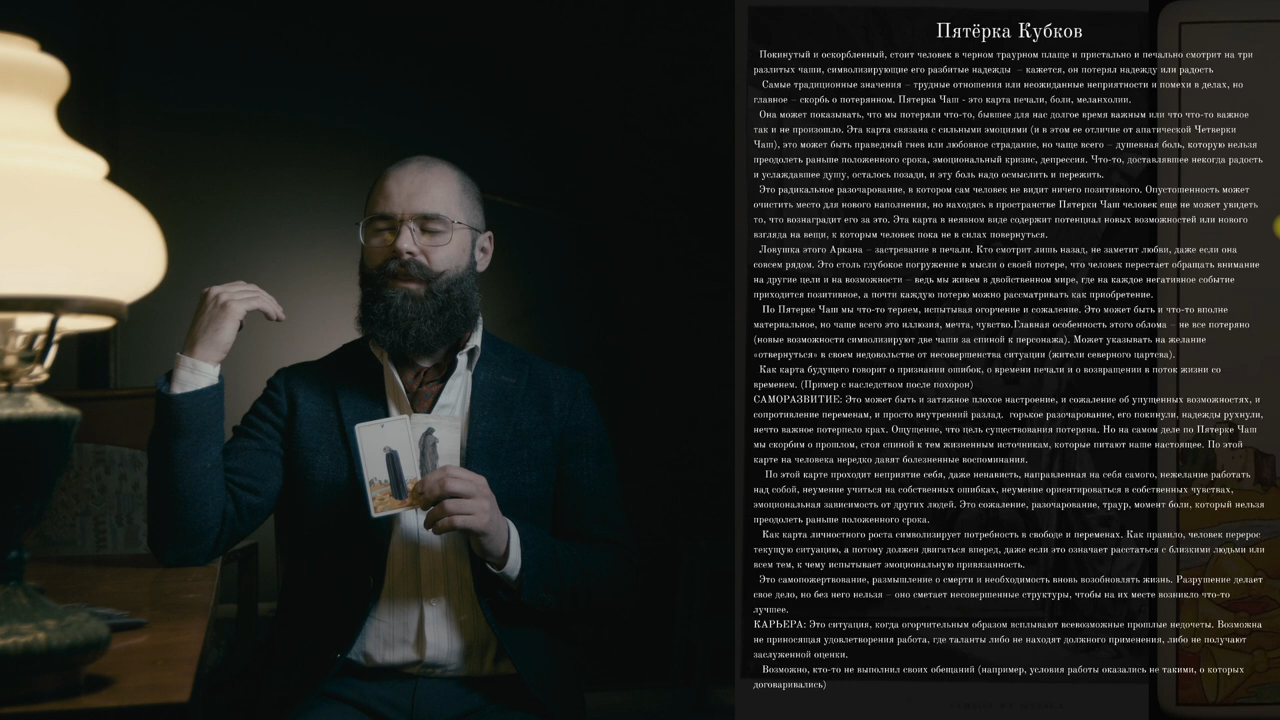 Пятёрка Кубков
Покинутый и оскорбленный, стоит человек в черном траурном плаще и пристально и печально смотрит на три
разлитых чаши, символизирующие его разбитые надежды – кажется, он потерял надежду или радость
Самые традиционные значения – трудные отношения или неожиданные неприятности и помехи в делах, но
главное – скорбь о потерянном. Пятерка Чаш - это карта печали, боли, меланхолии.
Она может показывать, что мы потеряли что-то, бывшее для нас долгое время важным или что что-то важное
так и не произошло. Эта карта связана с сильными эмоциями (и в этом ее отличие от апатической Четверки
Чаш), это может быть праведный гнев или любовное страдание, но чаще всего – душевная боль, которую нельзя
преодолеть раньше положенного срока, эмоциональный кризис, депрессия. Что-то, доставлявшее некогда радость
и услаждавшее душу, осталось позади, и эту боль надо осмыслить и пережить.
Это радикальное разочарование, в котором сам человек не видит ничего позитивного. Опустошенность может
очистить место для нового наполнения, но находясь в пространстве Пятерки Чаш человек еще не может увидеть
то, что вознаградит его за это. Эта карта в неявном виде содержит потенциал новых возможностей или нового
взгляда на вещи, к которым человек пока не в силах повернуться.
Ловушка этого Аркана – застревание в печали. Кто смотрит лишь назад, не заметит любви, даже если она
совсем рядом. Это столь глубокое погружение в мысли о своей потере, что человек перестает обращать внимание
на другие цели и на возможности – ведь мы живем в двойственном мире, где на каждое негативное событие
приходится позитивное, а почти каждую потерю можно рассматривать как приобретение.
По Пятерке Чаш мы что-то теряем, испытывая огорчение и сожаление. Это может быть и что-то вполне
материальное, но чаще всего это иллюзия, мечта, чувство.Главная особенность этого облома – не все потеряно
(новые возможности символизируют две чаши за спиной к персонажа). Может указывать на желание
«отвернуться» в своем недовольстве от несовершенства ситуации (жители северного цартсва).
Как карта будущего говорит о признании ошибок, о времени печали и о возвращении в поток жизни со
временем. (Пример с наследством после похорон)
САМОРАЗВИТИЕ: Это может быть и затяжное плохое настроение, и сожаление об упущенных возможностях, и
сопротивление переменам, и просто внутренний разлад. горькое разочарование, его покинули, надежды рухнули,
нечто важное потерпело крах. Ощущение, что цель существования потеряна. Но на самом деле по Пятерке Чаш
мы скорбим о прошлом, стоя спиной к тем жизненным источникам, которые питают наше настоящее. По этой
карте на человека нередко давят болезненные воспоминания.
По этой карте проходит неприятие себя, даже ненависть, направленная на себя самого, нежелание работать
над собой, неумение учиться на собственных ошибках, неумение ориентироваться в собственных чувствах,
эмоциональная зависимость от других людей. Это сожаление, разочарование, траур, момент боли, который нельзя
преодолеть раньше положенного срока.
Как карта личностного роста символизирует потребность в свободе и переменах. Как правило, человек перерос
текущую ситуацию, а потому должен двигаться вперед, даже если это означает расстаться с близкими людьми или
всем тем, к чему испытывает эмоциональную привязанность.
Это самопожертвование, размышление о смерти и необходимость вновь возобновлять жизнь. Разрушение делает
свое дело, но без него нельзя – оно сметает несовершенные структуры, чтобы на их месте возникло что-то
лучшее.
КАРЬЕРА: Это ситуация, когда огорчительным образом всплывают всевозможные прошлые недочеты. Возможна
не приносящая удовлетворения работа, где таланты либо не находят должного применения, либо не получают
заслуженной оценки.
Возможно, кто-то не выполнил своих обещаний (например, условия работы оказались не такими, о которых
договаривались)